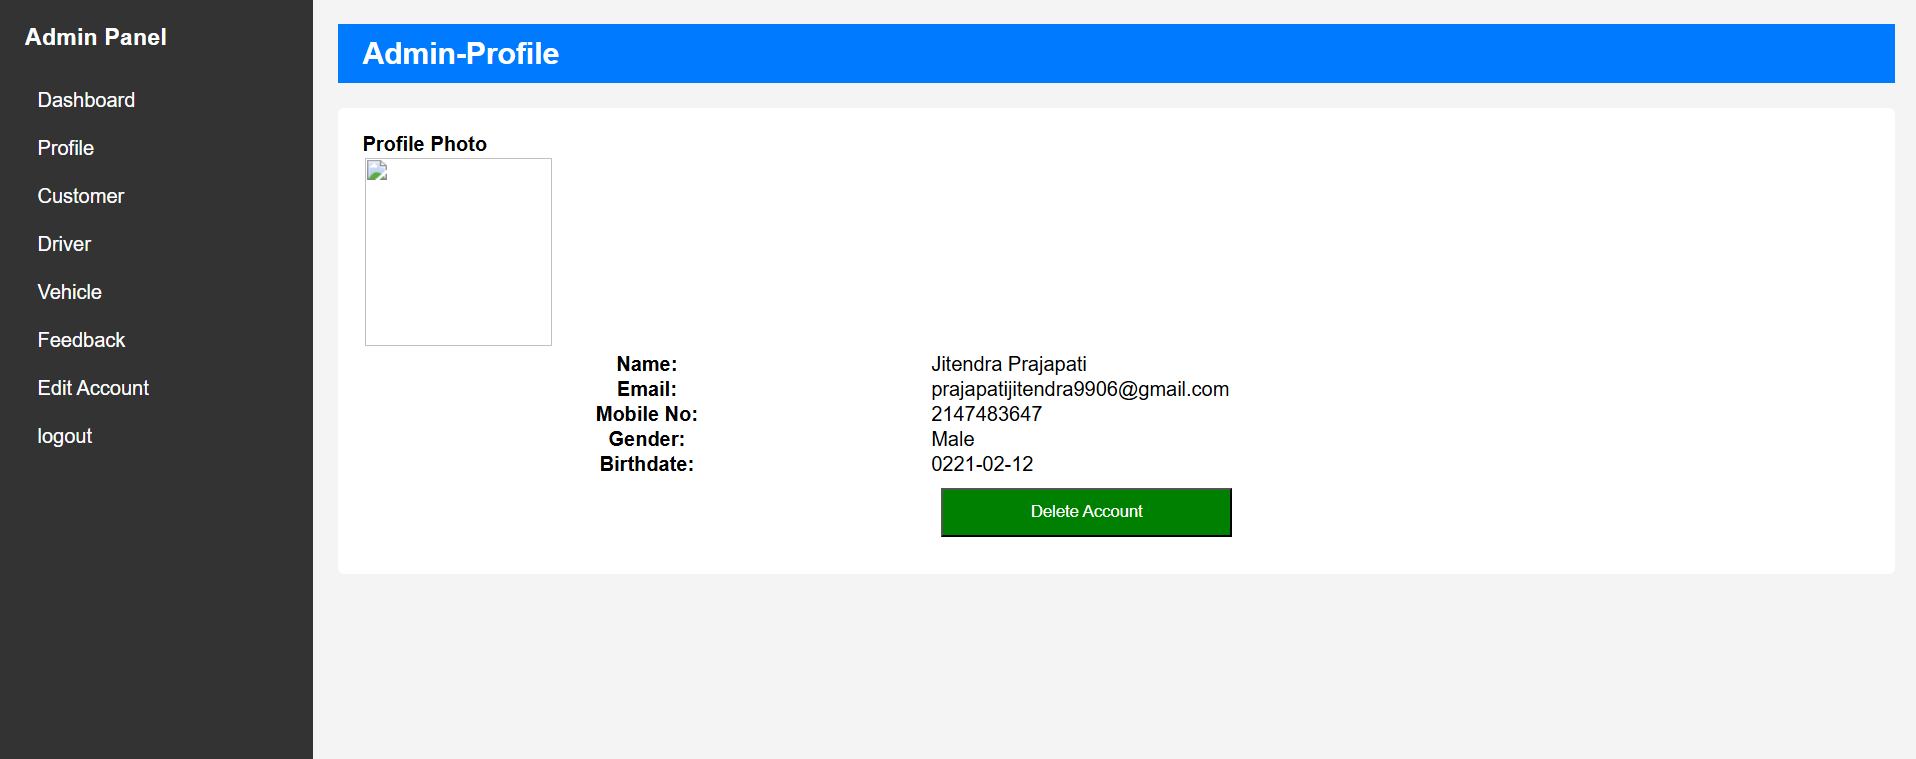 Admin Panel
Dashboard
Profile
Customer
Driver
Vehicle
Feedback
Edit Account
logout
Admin-Profile
Profile Photo
Name: Jitendra Prajapati
Email: prajapatijitendra9906@gmail.com
Mobile No: 2147483647
Gender: Male
Birthdate: 0221-02-12
Delete Account